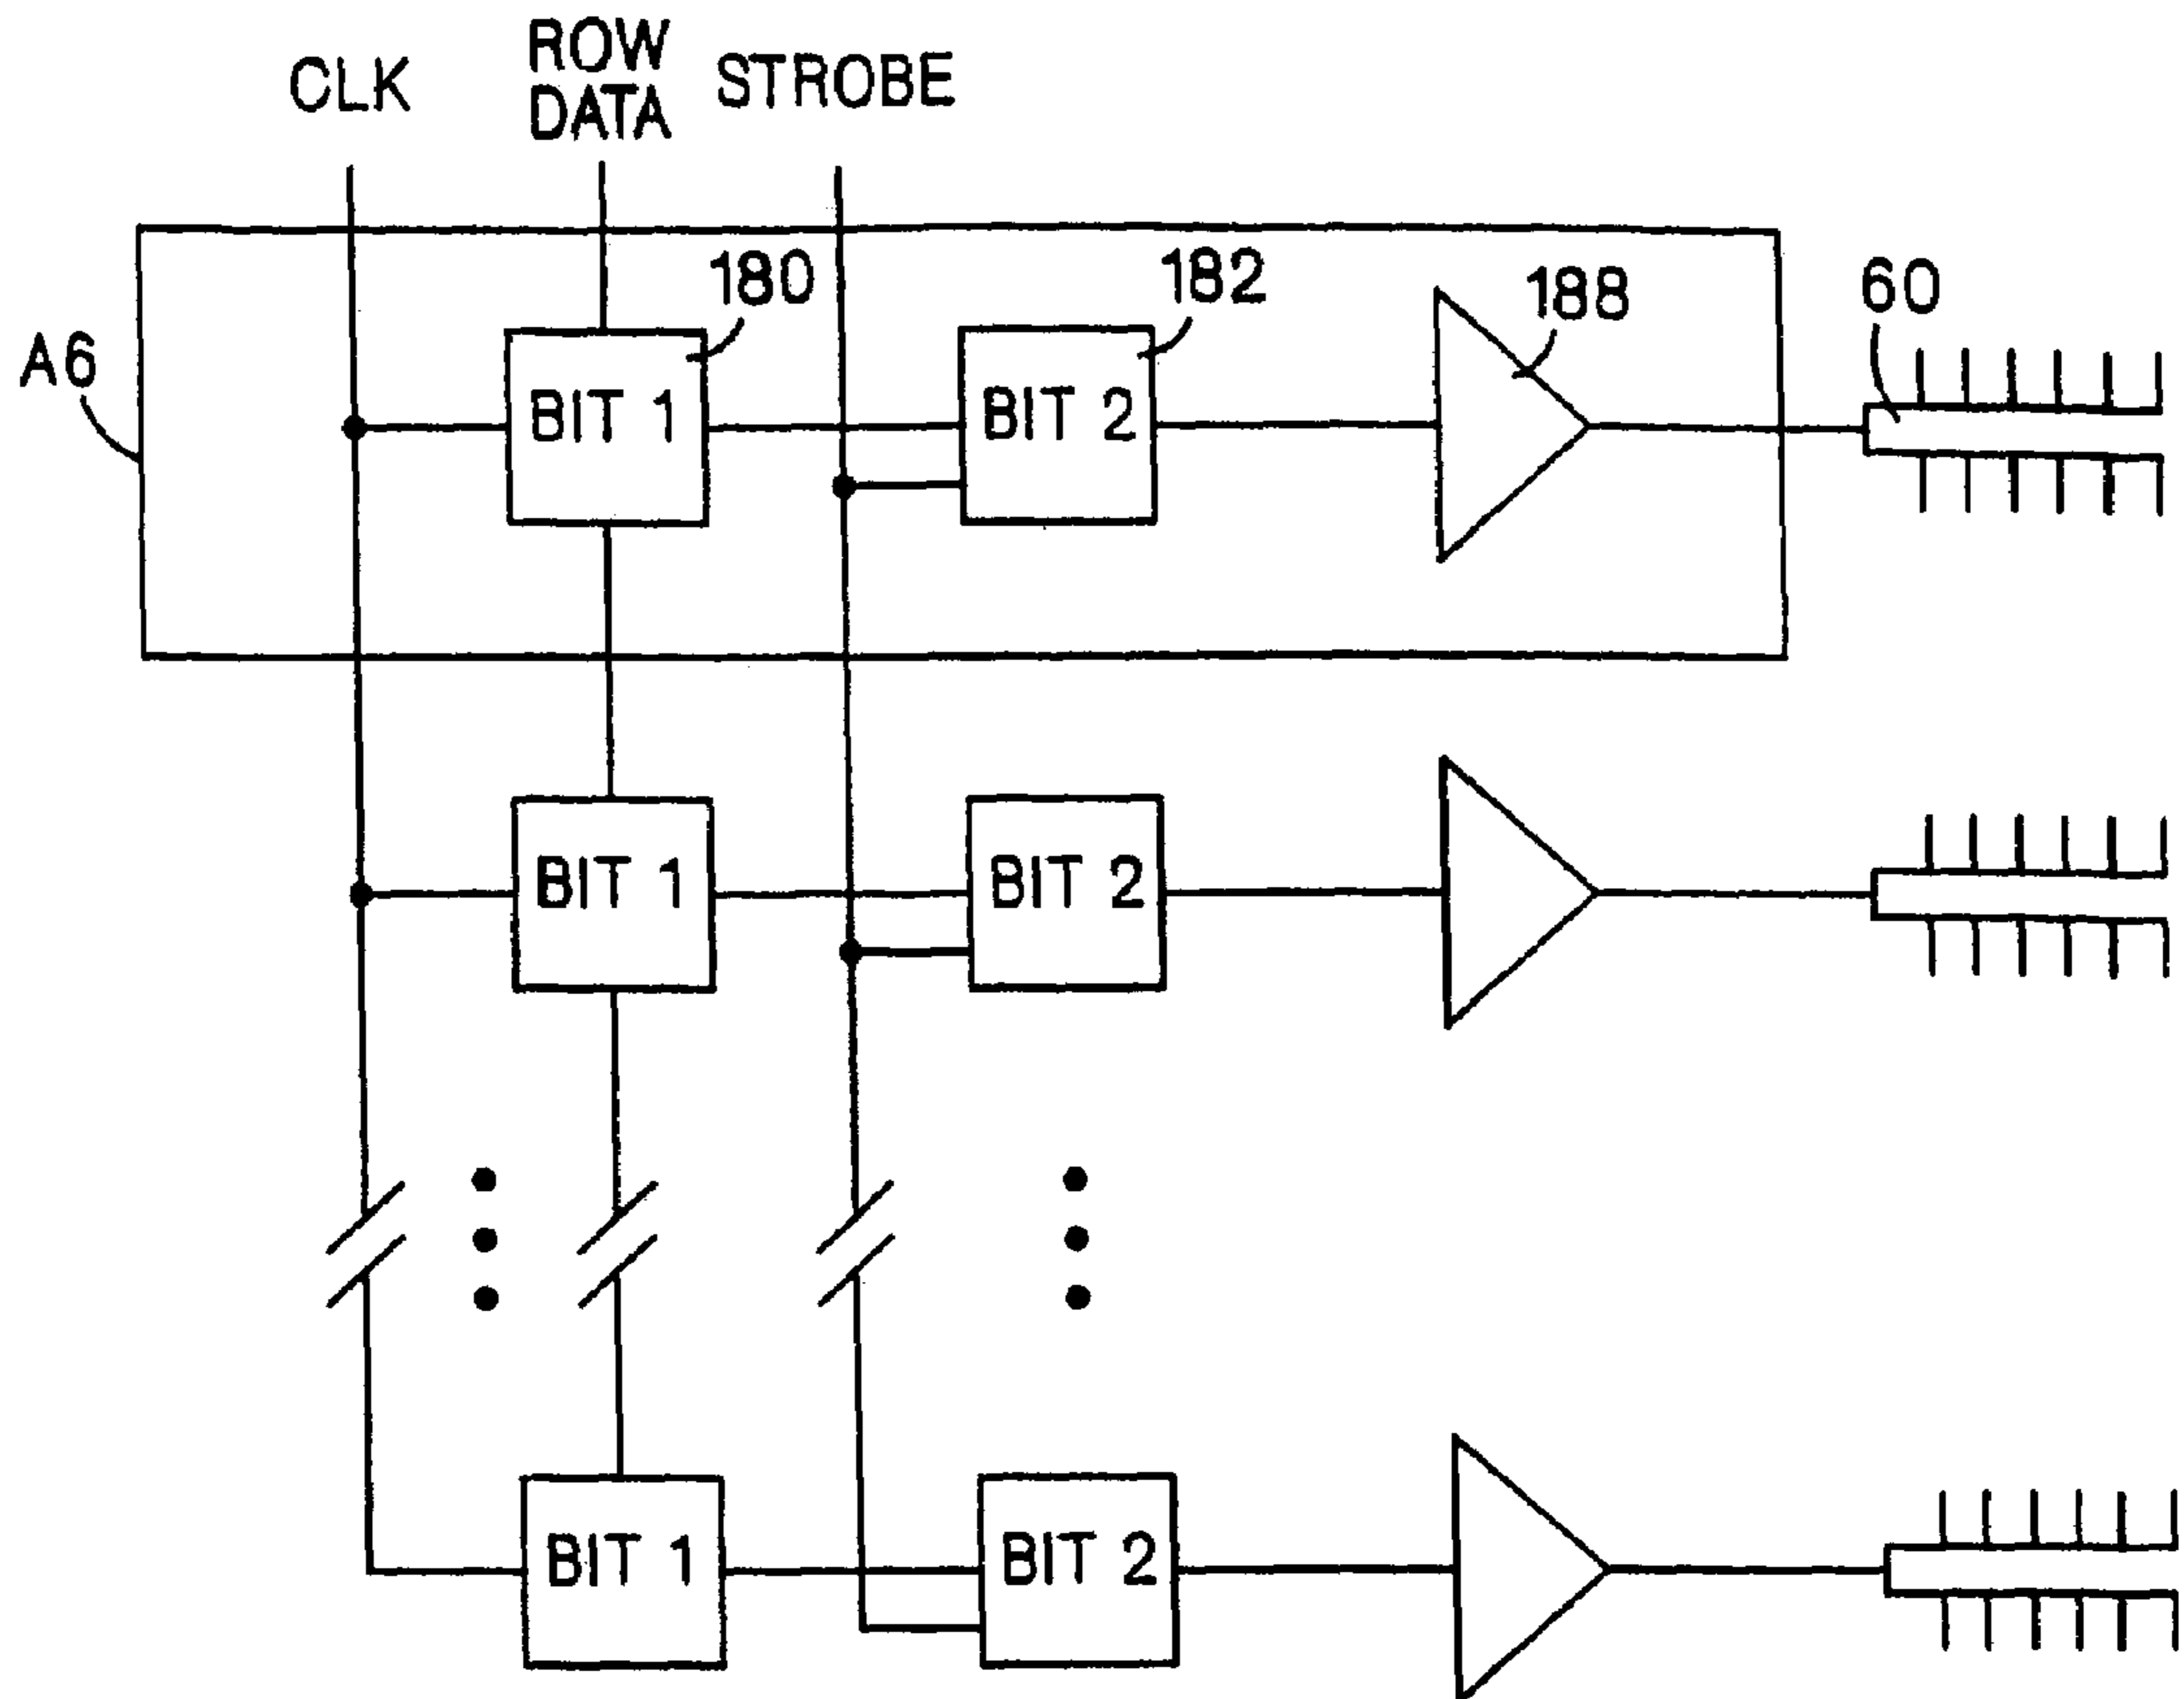 CLK
ROW
DATA
STROBE
180
182
188
60
A6
BIT 1
BIT 2
BIT 1
BIT 2
BIT 1
BIT 2